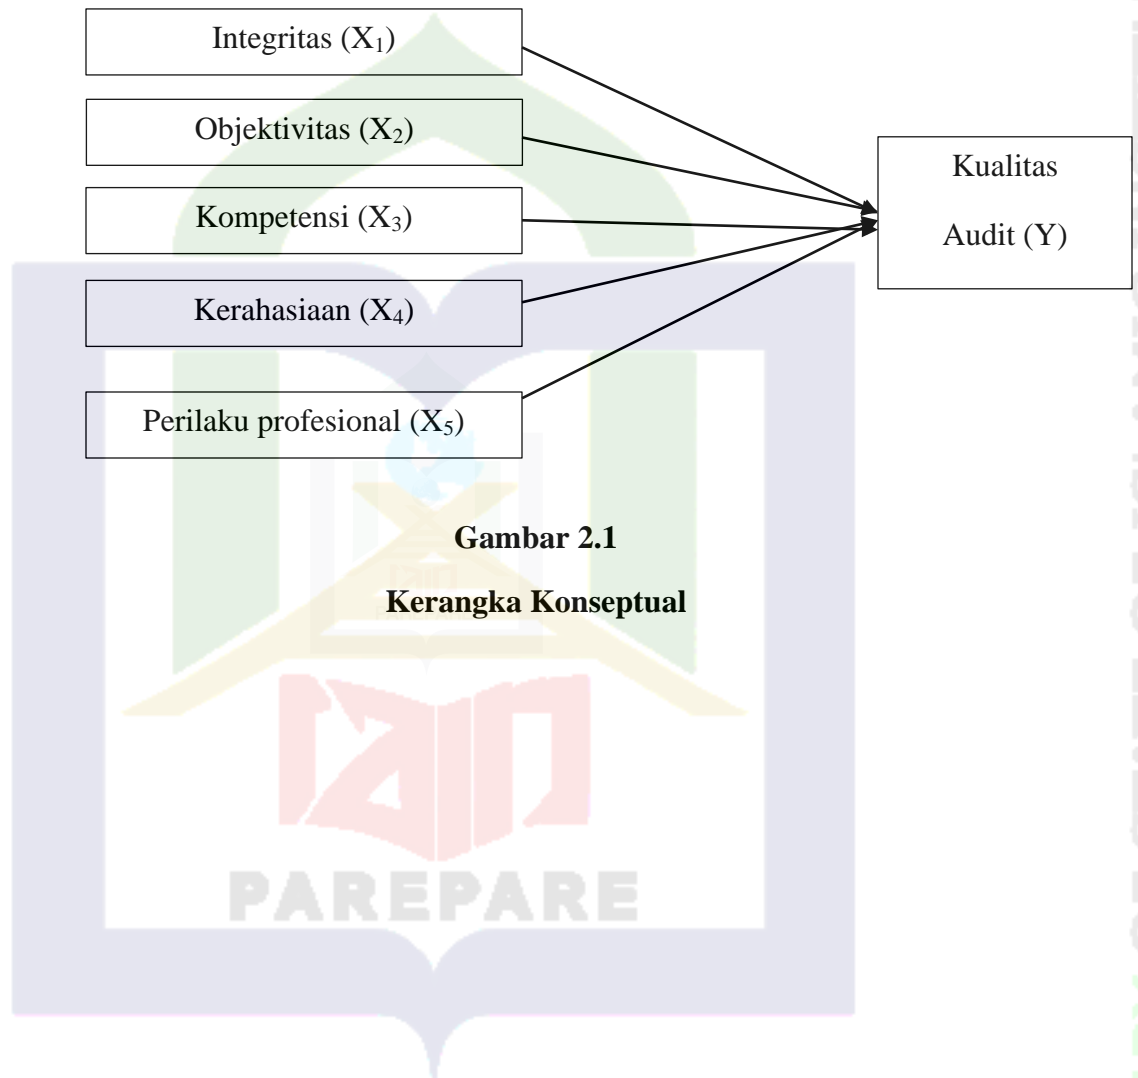 Integritas (X₁)
Objektivitas (X₂)
Kompetensi (X₃)
Kerahasiaan (X₄)
Perilaku profesional (X₅)
Kualitas
Audit (Y)
Gambar 2.1
Kerangka Konseptual
iain
PAREPARE